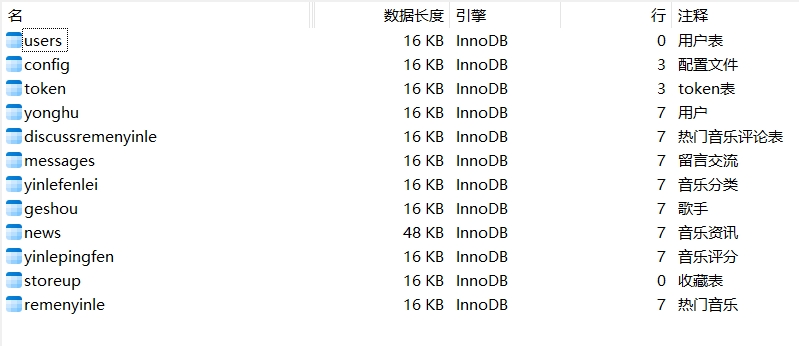 名 数据长度 引擎 行 注释
users 16 KB InnoDB 0 用户表
config 16 KB InnoDB 3 配置文件
token 16 KB InnoDB 3 token表
yonghu 16 KB InnoDB 7 用户
discussremenyinle 16 KB InnoDB 7 热门音乐评论表
messages 16 KB InnoDB 7 留言交流
yinlefenlei 16 KB InnoDB 7 音乐分类
geshou 16 KB InnoDB 7 歌手
news 48 KB InnoDB 7 音乐资讯
yinlepingfen 16 KB InnoDB 7 音乐评分
storeup 16 KB InnoDB 0 收藏表
remenyinle 16 KB InnoDB 7 热门音乐